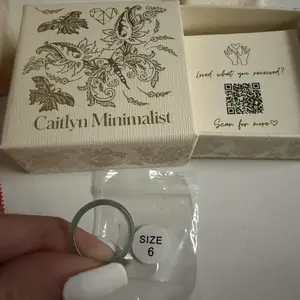 Caitlyn Minimalist
Loved what you received?
Scan for more♡
SIZE
6